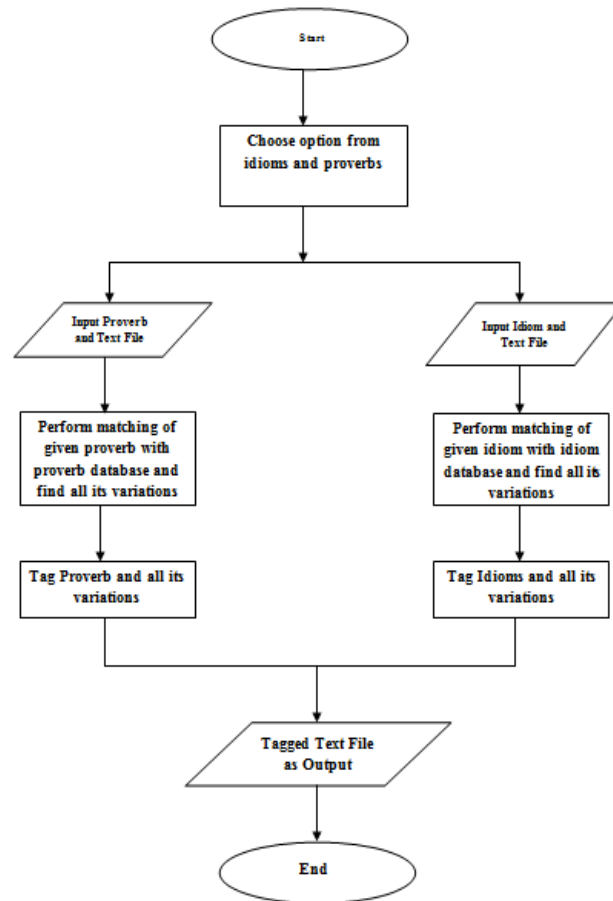 Start
Choose option from
idioms and proverbs
Input Proverb
and Text File
Input Idiom and
Text File
Perform matching of
given proverb with
proverb database and
find all its variations
Perform matching of
given idiom with idiom
database and find all its
variations
Tag Proverb and all its
variations
Tag Idioms and all its
variations
Tagged Text File
as Output
End